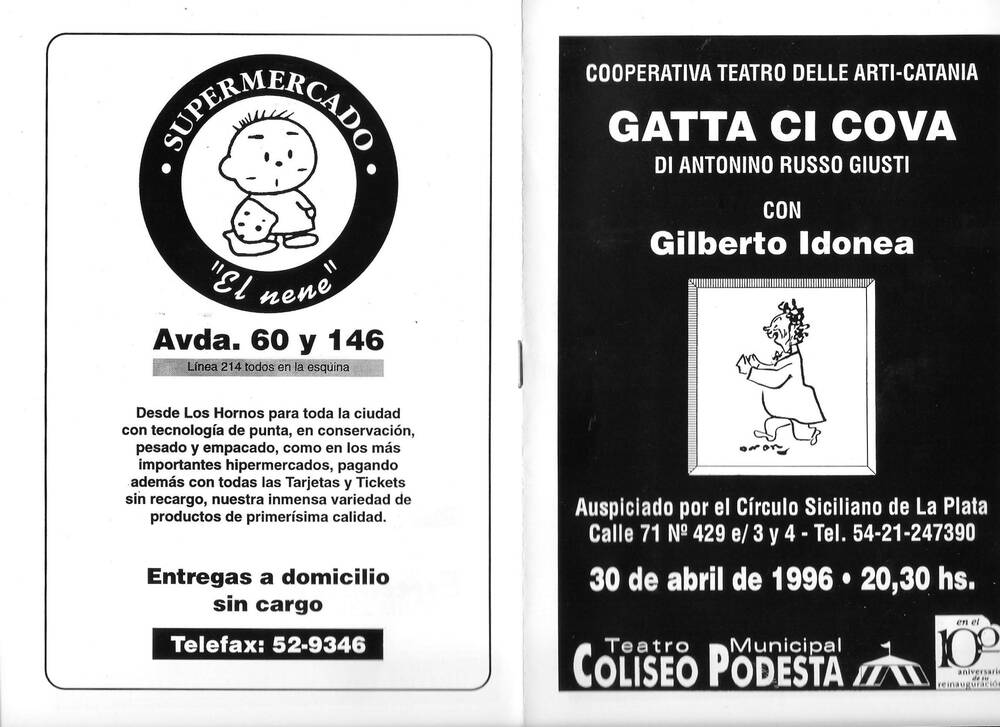 SUPERMERCADO
"El nene"
Avda. 60 y 146
Línea 214 todos en la esquina
Desde Los Hornos para toda la ciudad
con tecnología de punta, en conservación,
pesado y empacado, como en los más
importantes hipermercados, pagando
además con todas las Tarjetas y Tickets
sin recargo, nuestra inmensa variedad de
productos de primerísima calidad.
Entregas a domicilio
sin cargo
Telefax: 52-9346
COOPERATIVA TEATRO DELLE ARTI-CATANIA
GATTA CI COVA
DI ANTONINO RUSSO GIUSTI
CON
Gilberto Idonea
Auspiciado por el Círculo Siciliano de La Plata
Calle 71 Nº 429 e/ 3 y 4 - Tel. 54-21-247390
30 de abril de 1996 • 20,30 hs.
Teatro Municipal
COLISEO PODESTA
en el
10º
aniversario
de su
reinauguración